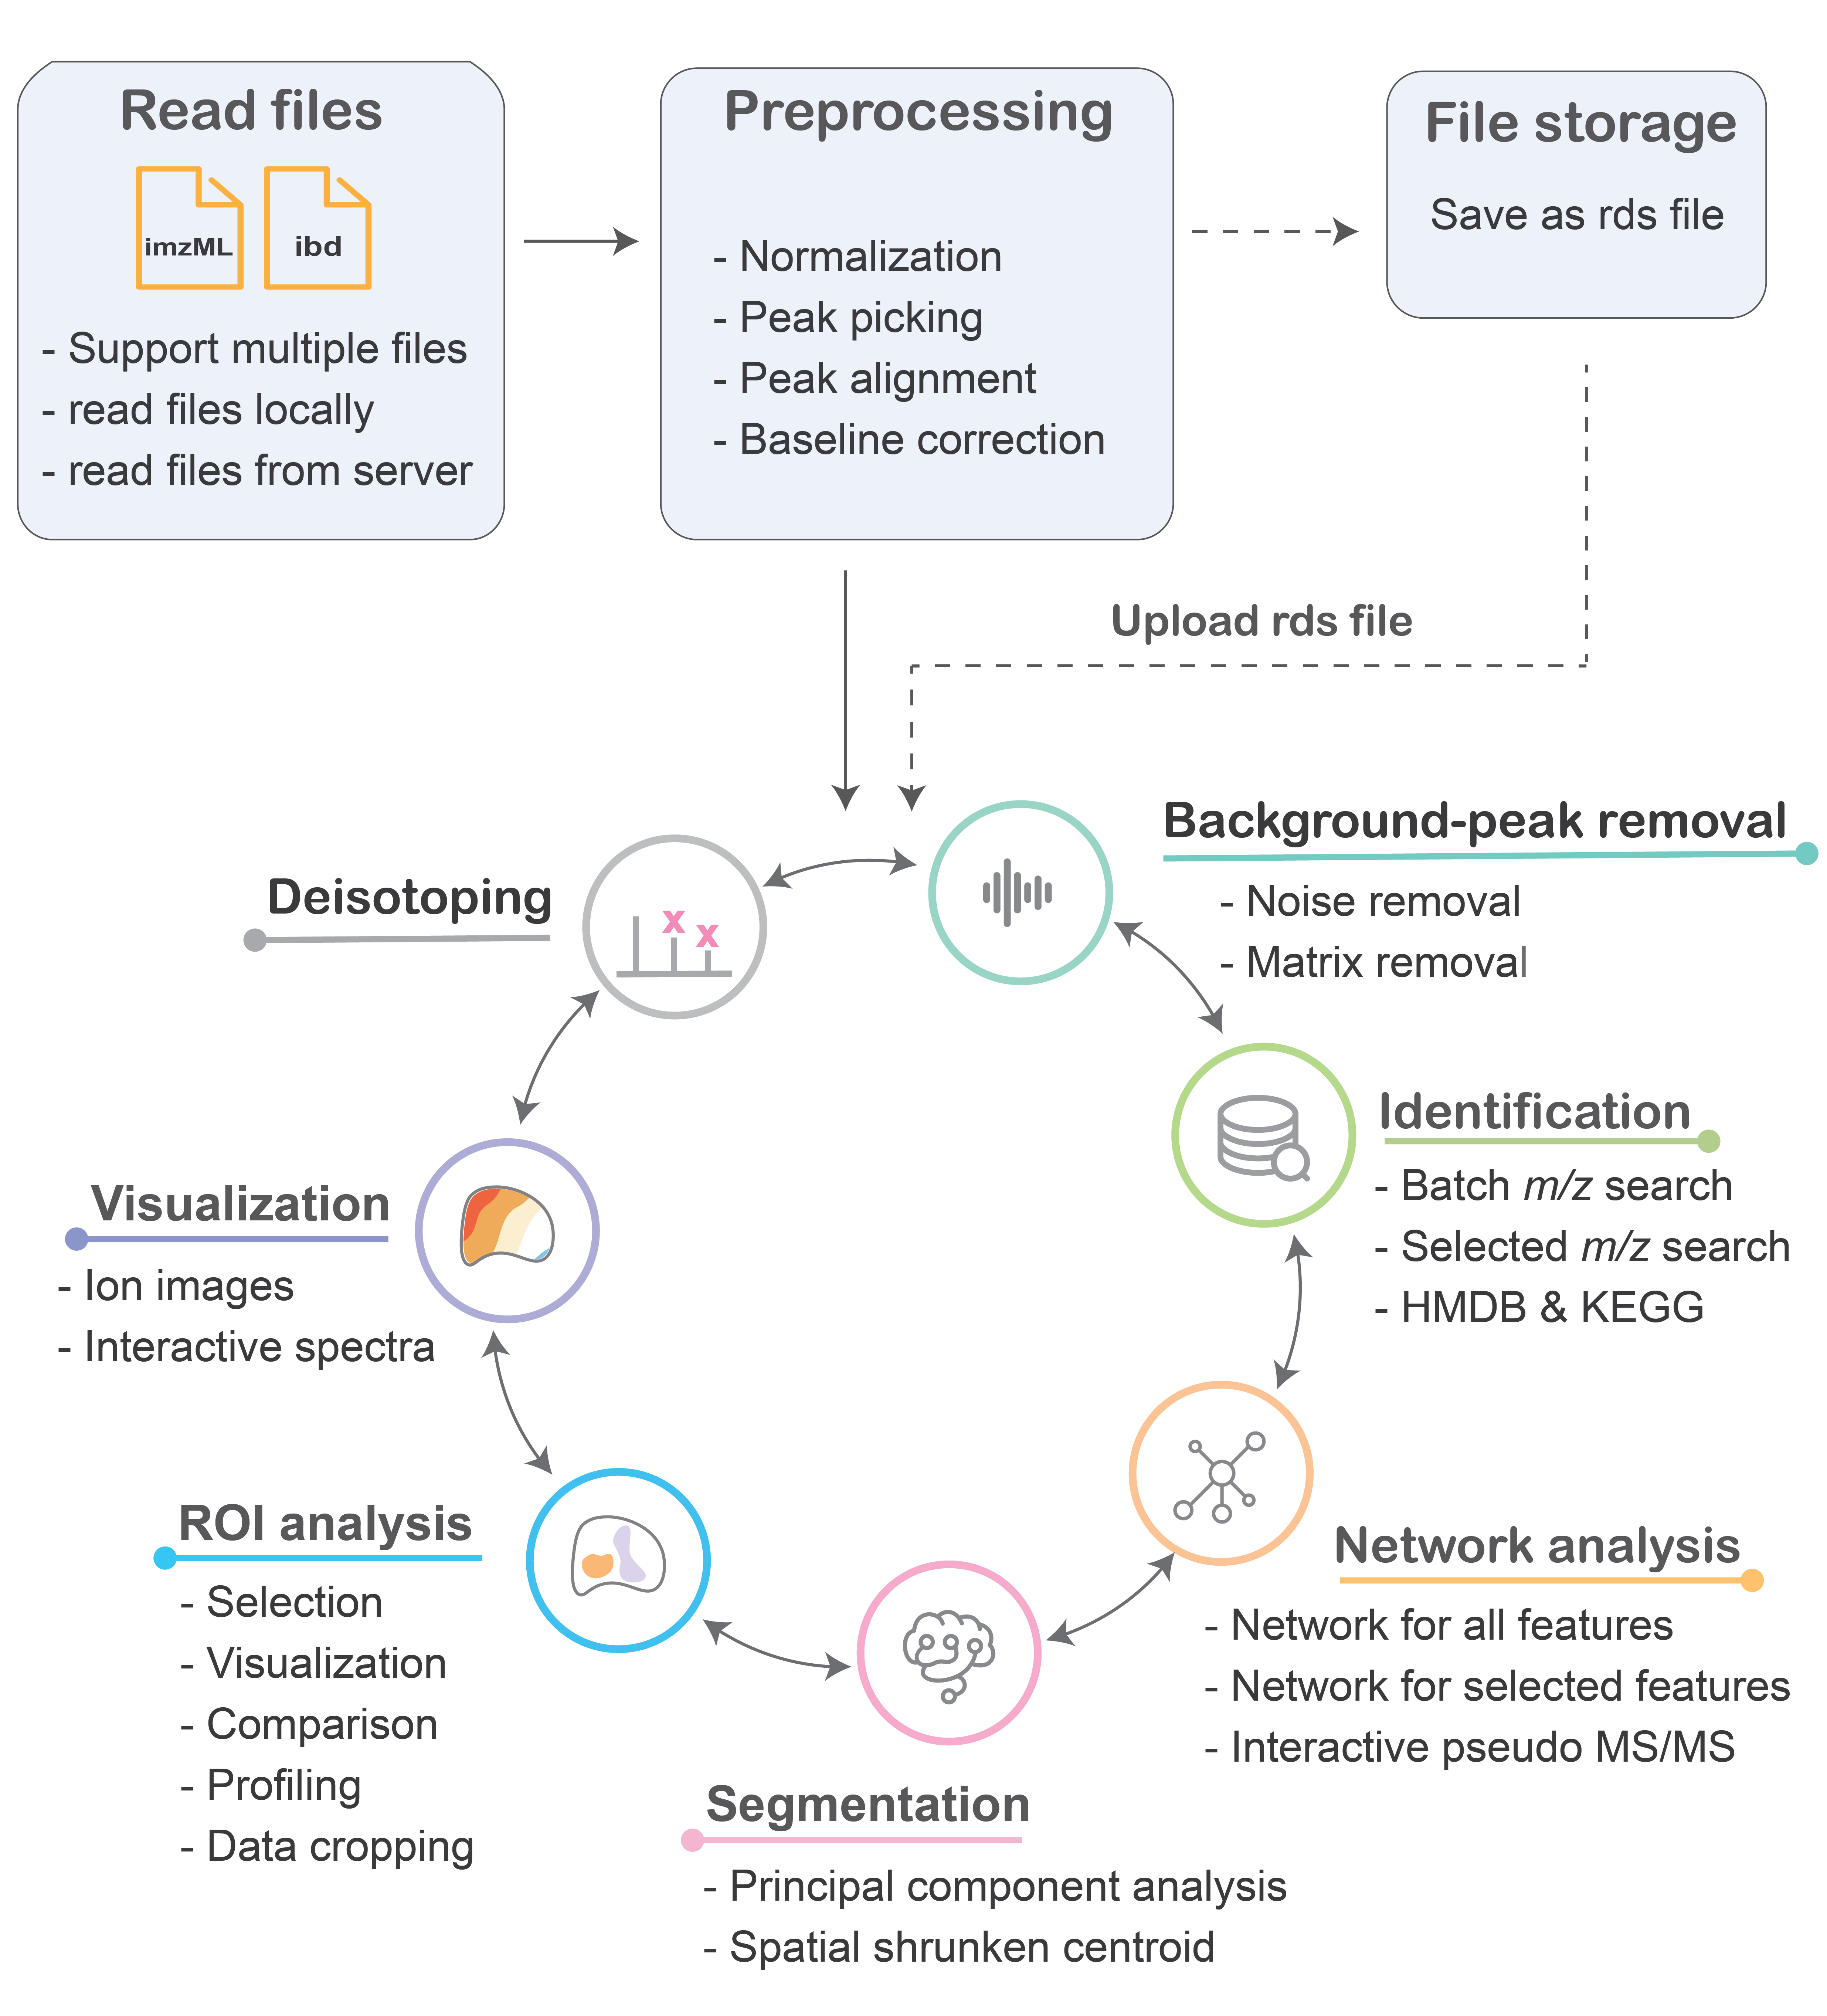 Read files
imzML
ibd
- Support multiple files
- read files locally
- read files from server
Preprocessing
- Normalization
- Peak picking
- Peak alignment
- Baseline correction
File storage
Save as rds file
Upload rds file
Background-peak removal
- Noise removal
- Matrix removal
Deisotoping
x
x
Identification
- Batch m/z search
- Selected m/z search
- HMDB & KEGG
Visualization
- Ion images
- Interactive spectra
Network analysis
- Network for all features
- Network for selected features
- Interactive pseudo MS/MS
ROI analysis
- Selection
- Visualization
- Comparison
- Profiling
- Data cropping
Segmentation
- Principal component analysis
- Spatial shrunken centroid